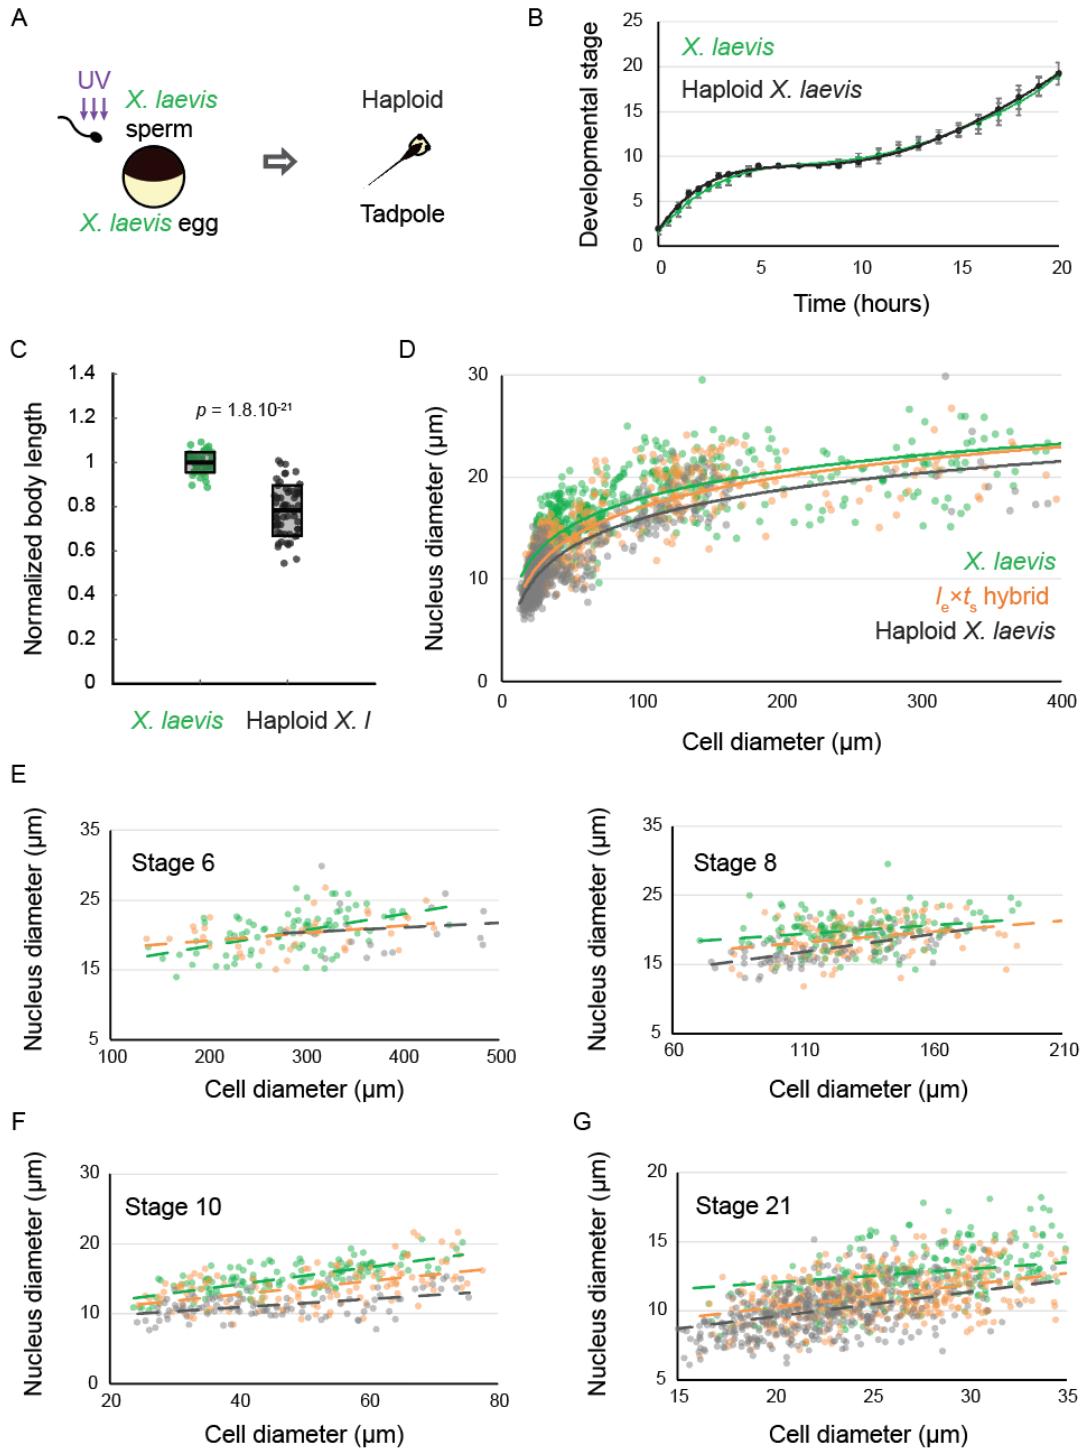 A
UV
X. laevis
sperm
X. laevis egg
Haploid
Tadpole
B
Developmental stage
25
20
15
10
5
0
X. laevis
Haploid X. laevis
0 5 10 15 20
Time (hours)
C
Normalized body length
1.4
1.2
1
0.8
0.6
0.4
0.2
0
p = 1.8.10-21
X. laevis Haploid X. l
D
Nucleus diameter (µm)
30
20
10
0
X. laevis
le×ts hybrid
Haploid X. laevis
0 100 200 300 400
Cell diameter (µm)
E
Nucleus diameter (µm)
35
25
15
5
Stage 6
100 200 300 400 500
Cell diameter (µm)
Nucleus diameter (µm)
35
25
15
5
Stage 8
60 110 160 210
Cell diameter (µm)
F
Nucleus diameter (µm)
30
20
10
0
Stage 10
20 40 60 80
Cell diameter (µm)
G
Nucleus diameter (µm)
20
15
10
5
Stage 21
15 20 25 30 35
Cell diameter (µm)